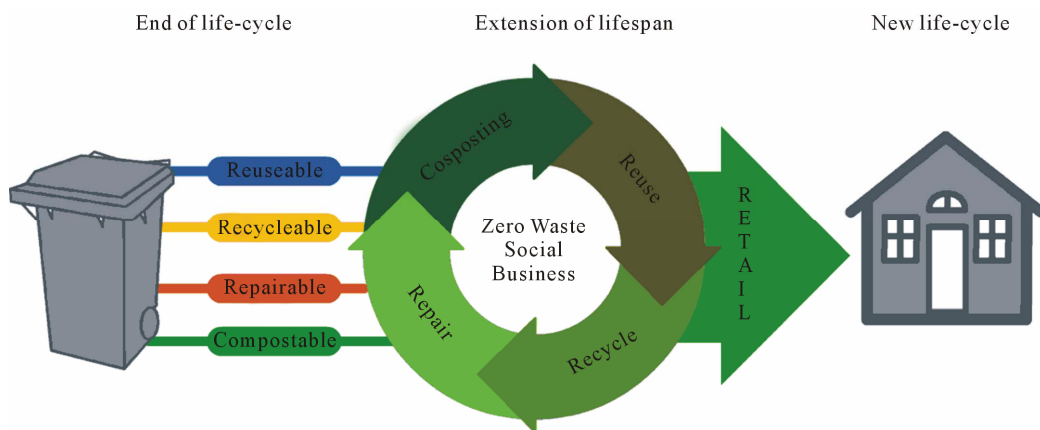 End of life-cycle
Extension of lifespan
New life-cycle
Reuseable
Recycleable
Repairable
Compostable
Cosposting
Reuse
Recycle
Repair
Zero Waste
Social
Business
RETAIL